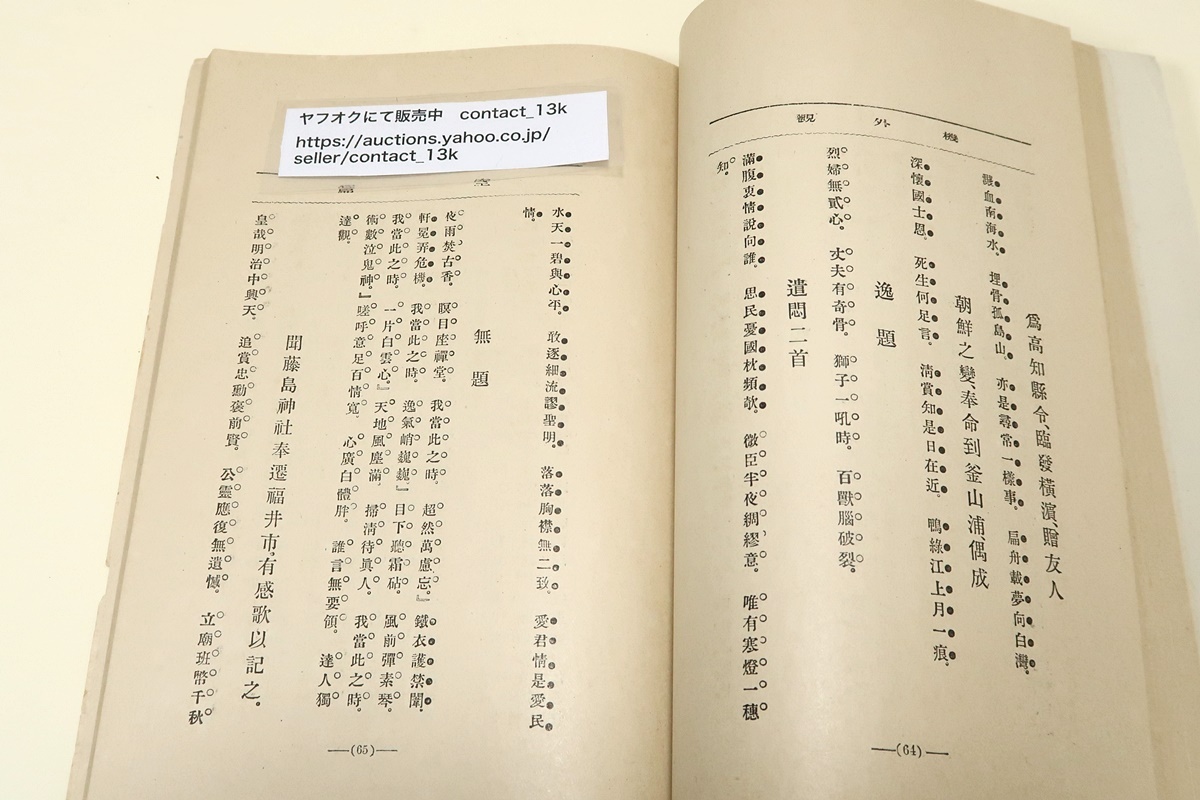 機外觀
爲高知縣令、臨發橫濱、贈友人
濺血南海水。埋骨孤島山。亦是尋常一樣事。扁舟載夢向白灣。
朝鮮之變、奉命到釜山浦、偶成
深懷國士恩。死生何足言。淸賞知是日在近。鴨綠江上月一痕。
逸題
烈婦無貳心。丈夫有奇骨。獅子一吼時。百獸腦破裂。
遣悶二首
滿腹衷情說向誰。思民憂國枕頻欹。微臣半夜綢繆意。唯有寒燈一穗
知。
(64)
ヤフオクにて販売中 contact_13k
https://auctions.yahoo.co.jp/
seller/contact_13k
空篇
水天一碧與心平。敢逐細流謬聖明。落落胸襟無二致。愛君情是愛民
情。
無題
夜雨焚古香。瞑目座禪堂。我當此之時。超然萬慮忘。』鐵衣護禁闈。
軒冕弄危機。我當此之時。逸氣峭巍巍。』目下聽霜砧。風前彈素琴。
我當此之時。一片白雲心。』天地風塵滿。掃淸待眞人。我當此之時。
術數泣鬼神。』嗟呼意足百情寬。心廣白體胖。誰言無要領。達人獨
達觀。
聞藤島神社奉遷福井市、有感歌以記之。
皇哉明治中興天。追賞忠勳褒前賢。公靈應復無遺憾。立廟班幣千秋
(65)